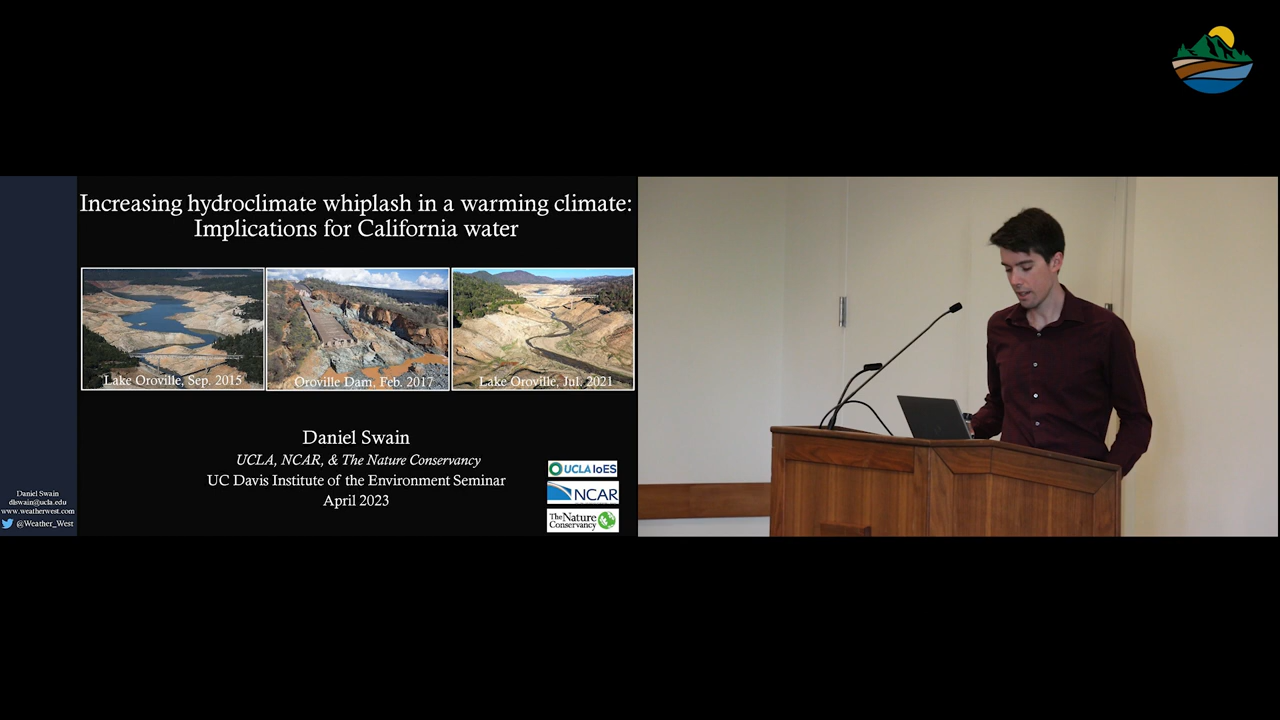 Increasing hydroclimate whiplash in a warming climate:
Implications for California water
Lake Oroville, Sep. 2015
Oroville Dam, Feb. 2017
Lake Oroville, Jul. 2021
Daniel Swain
UCLA, NCAR, & The Nature Conservancy
UC Davis Institute of the Environment Seminar
April 2023
UCLA IoES
NCAR
The Nature
Conservancy
Daniel Swain
dlswain@ucla.edu
www.weatherwest.com
@Weather_West